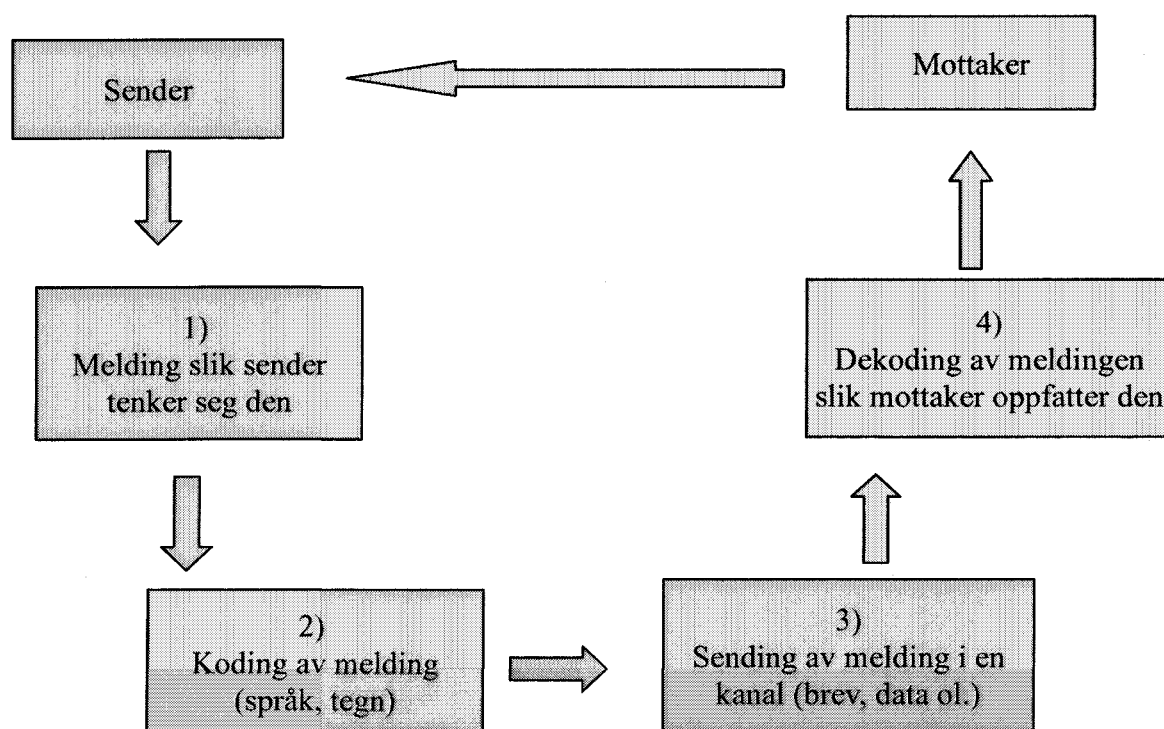 Sender
Mottaker
1)
Melding slik sender
tenker seg den
2)
Koding av melding
(språk, tegn)
3)
Sending av melding i en
kanal (brev, data ol.)
4)
Dekoding av meldingen
slik mottaker oppfatter den